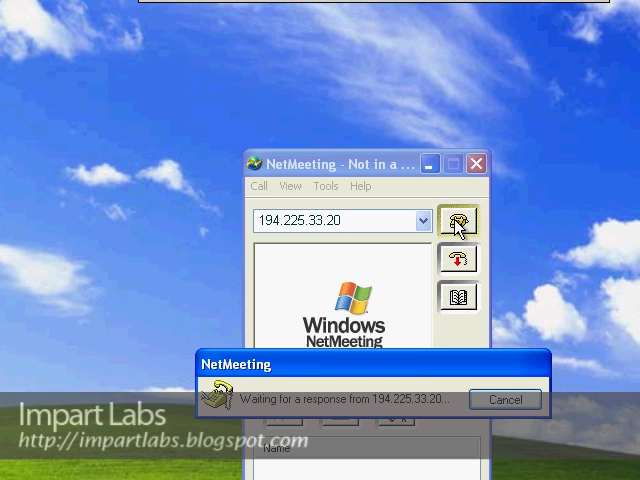 NetMeeting - Not in a ...
Call View Tools Help
194.225.33.20
Windows
NetMeeting
NetMeeting
Waiting for a response from 194.225.33.20...
Cancel
Impart Labs
http://impartlabs.blogspot.com
Name